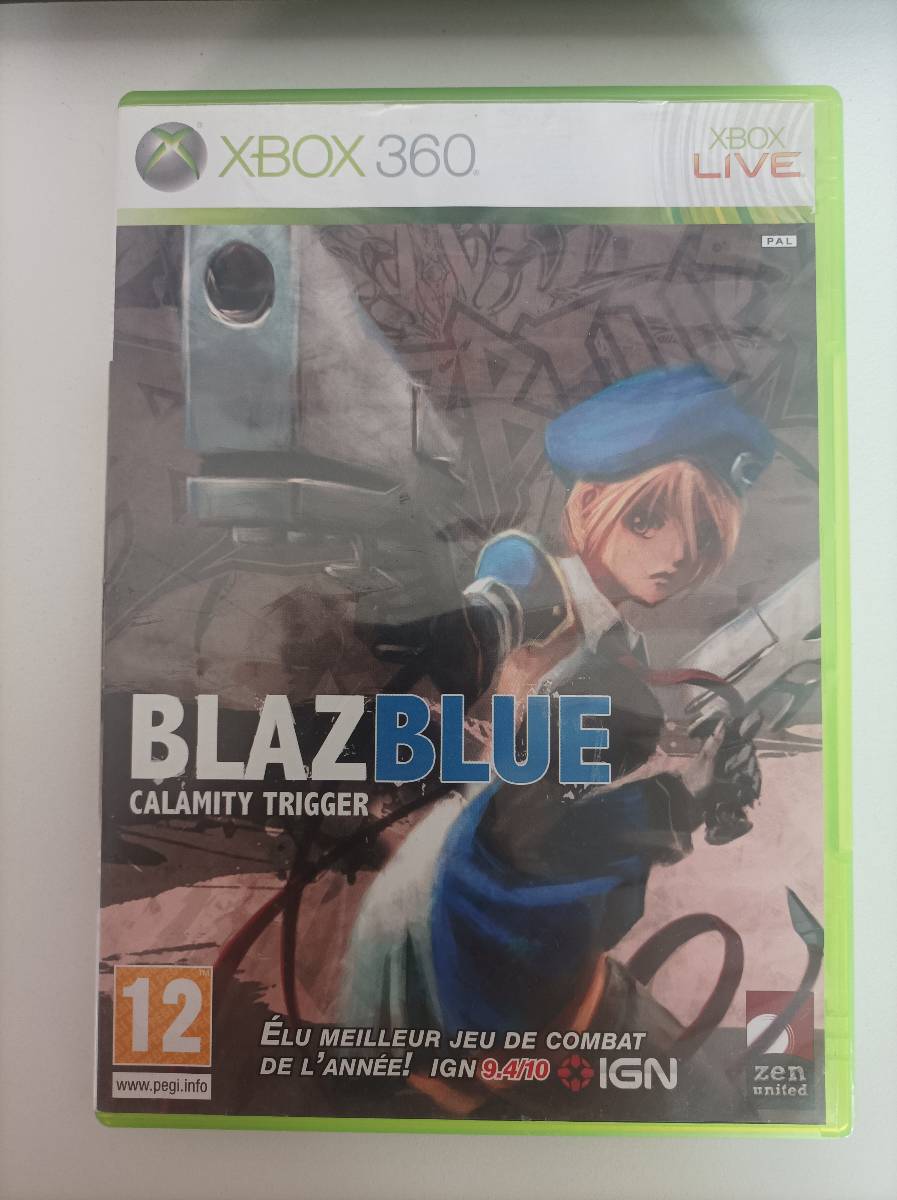 XBOX 360
XBOX
LIVE
PAL
BLAZBLUE
CALAMITY TRIGGER
12
www.pegi.info
ÉLU MEILLEUR JEU DE COMBAT
DE L'ANNÉE! IGN 9.4/10 IGN
zen
united